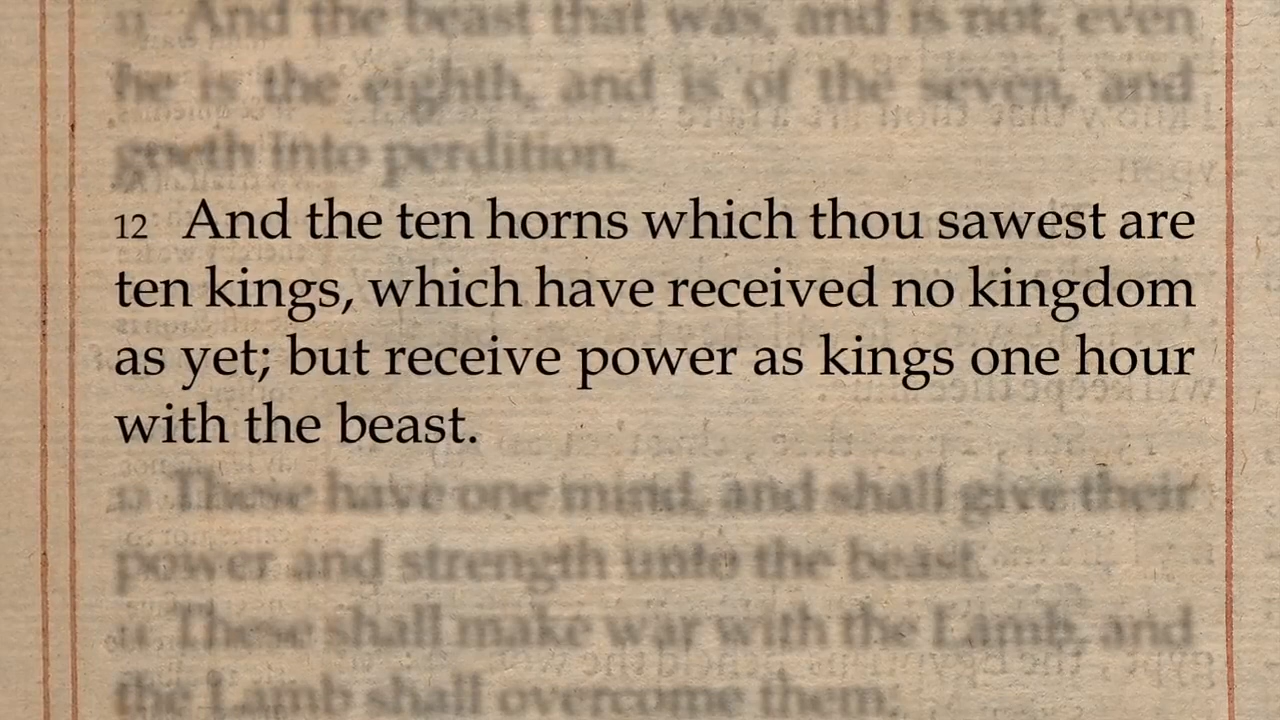 11 And the beast that was, and is not, even
he is the eighth, and is of the seven, and
goeth into perdition.
12 And the ten horns which thou sawest are
ten kings, which have received no kingdom
as yet; but receive power as kings one hour
with the beast.
13 These have one mind, and shall give their
power and strength unto the beast.
14 These shall make war with the Lamb, and
the Lamb shall overcome them: